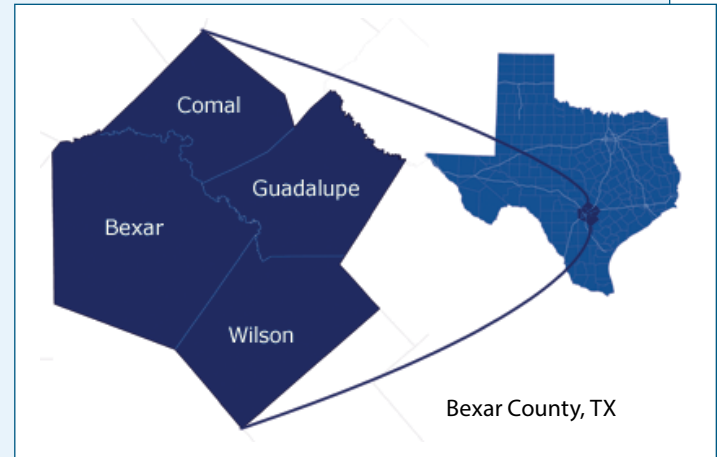 Comal
Guadalupe
Bexar
Wilson
Bexar County, TX